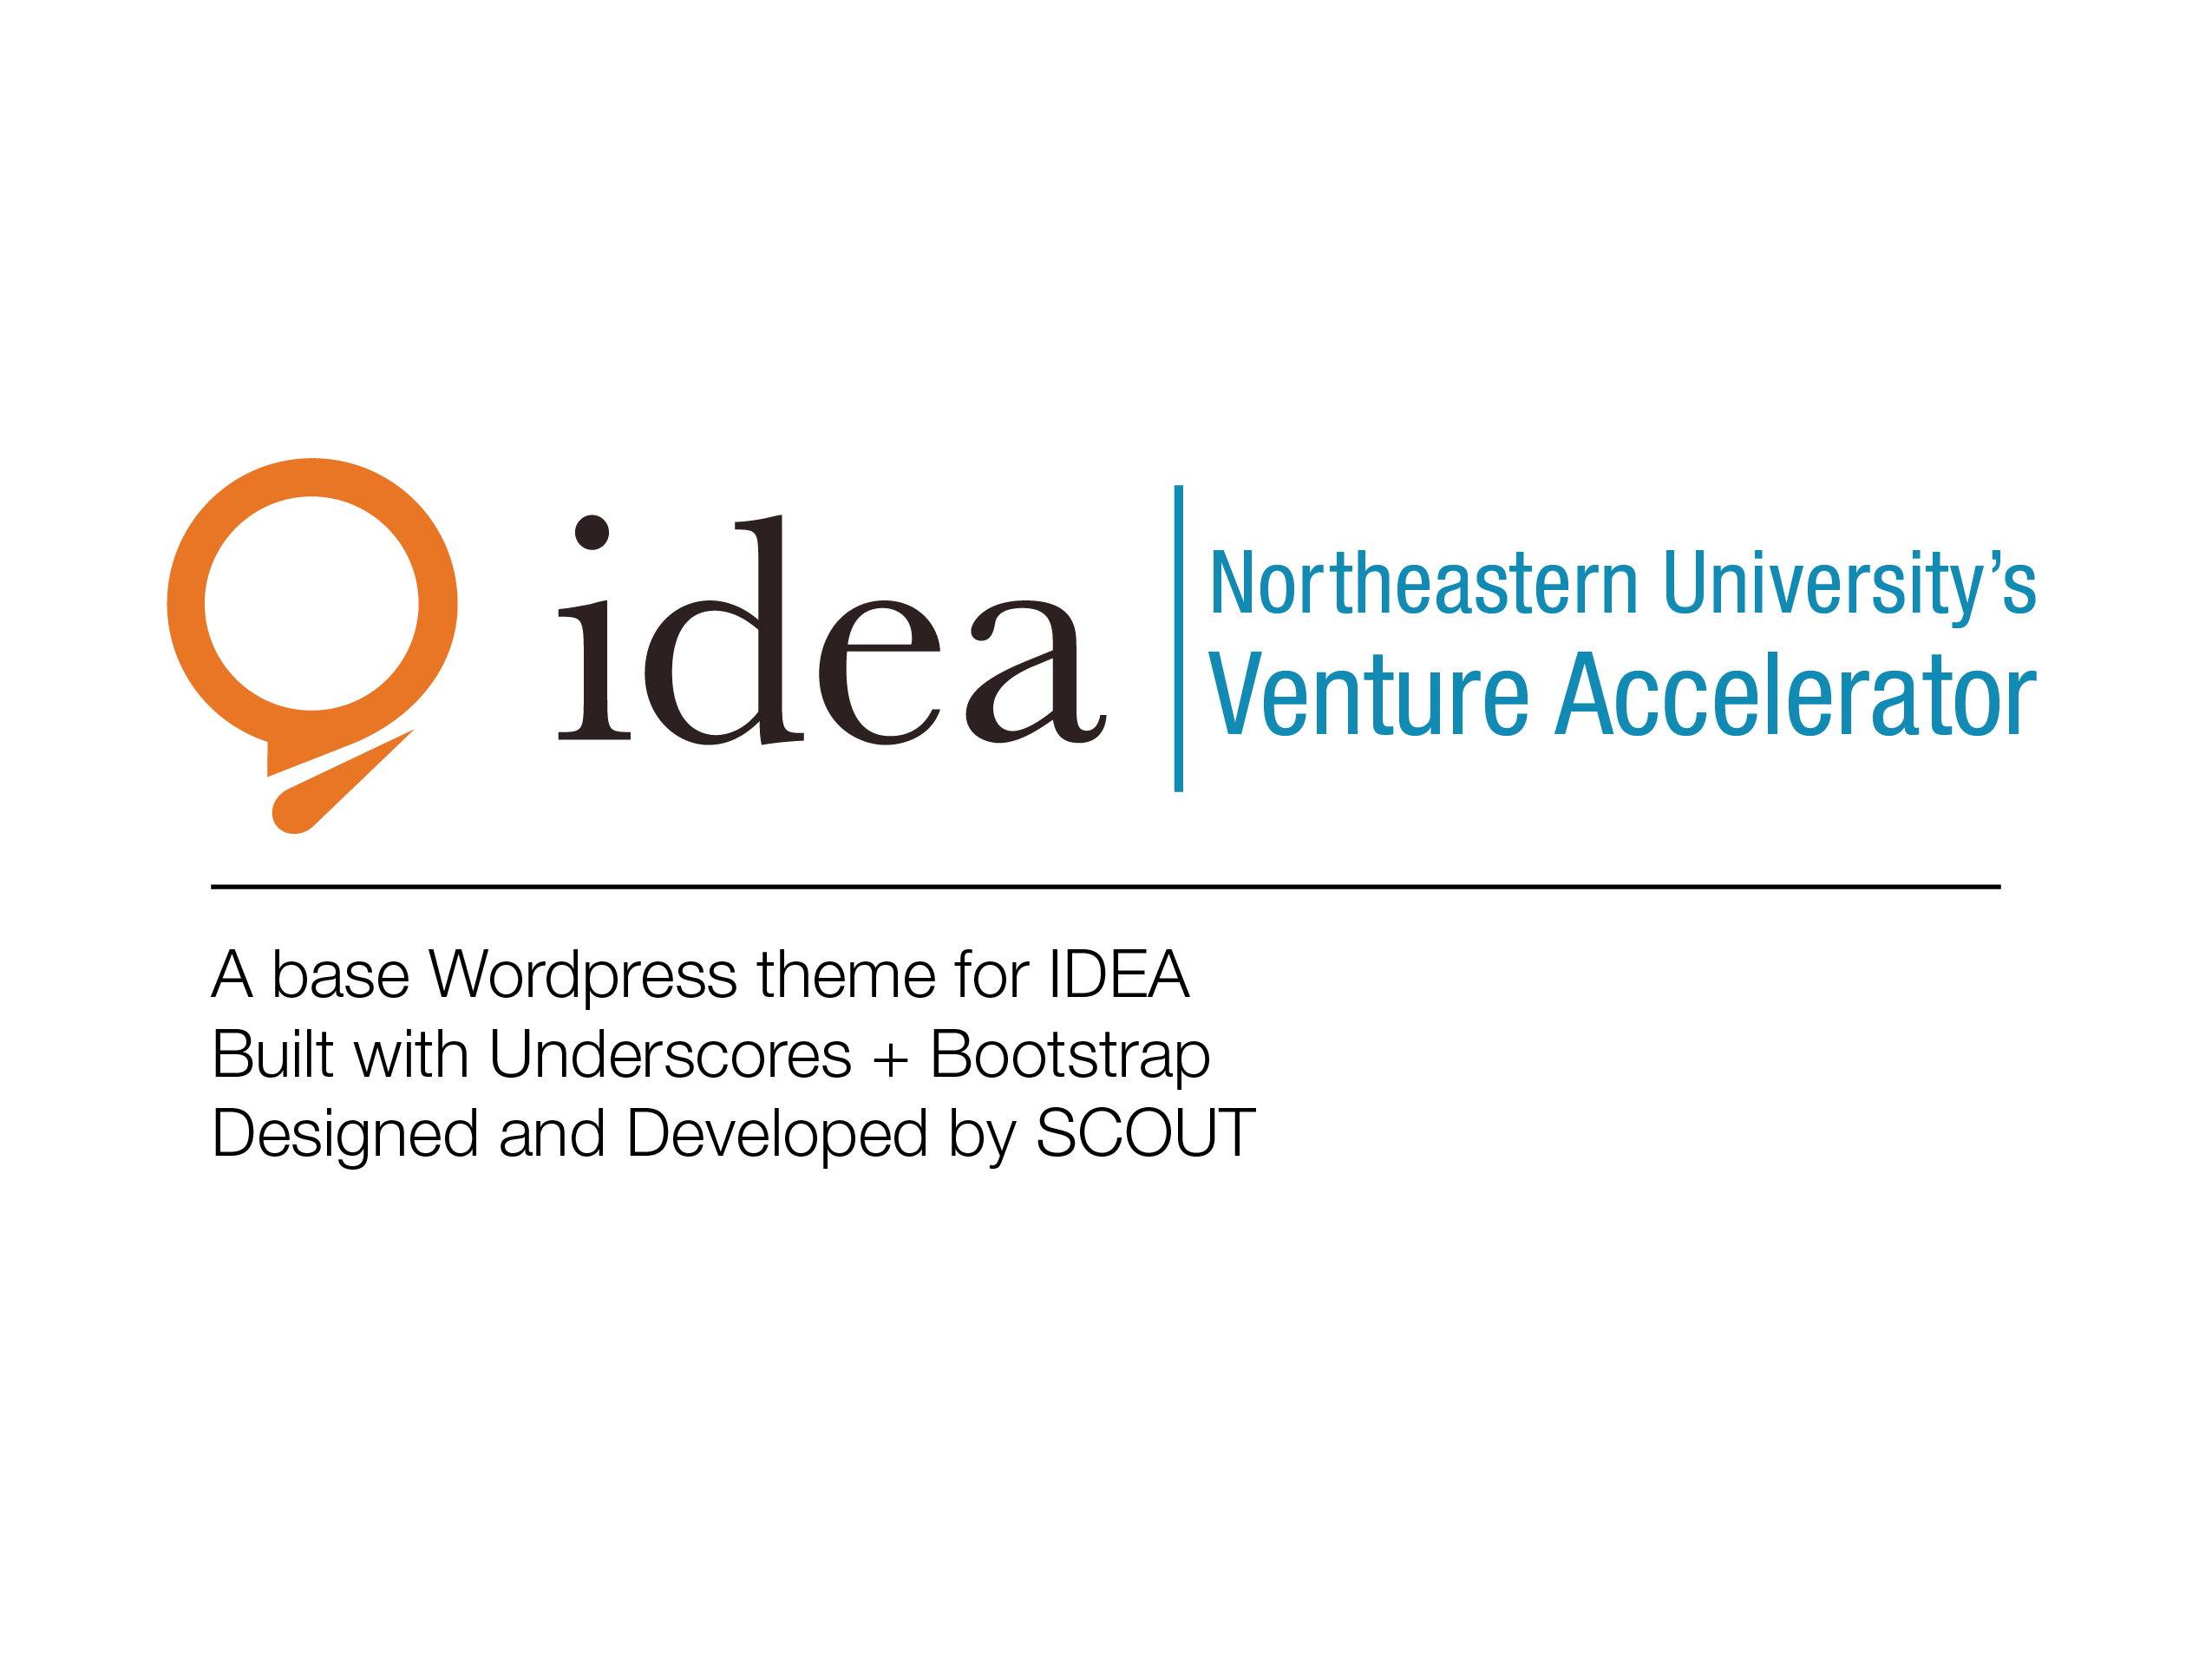 idea
Northeastern University’s
Venture Accelerator
A base Wordpress theme for IDEA
Built with Underscores + Bootstrap
Designed and Developed by SCOUT